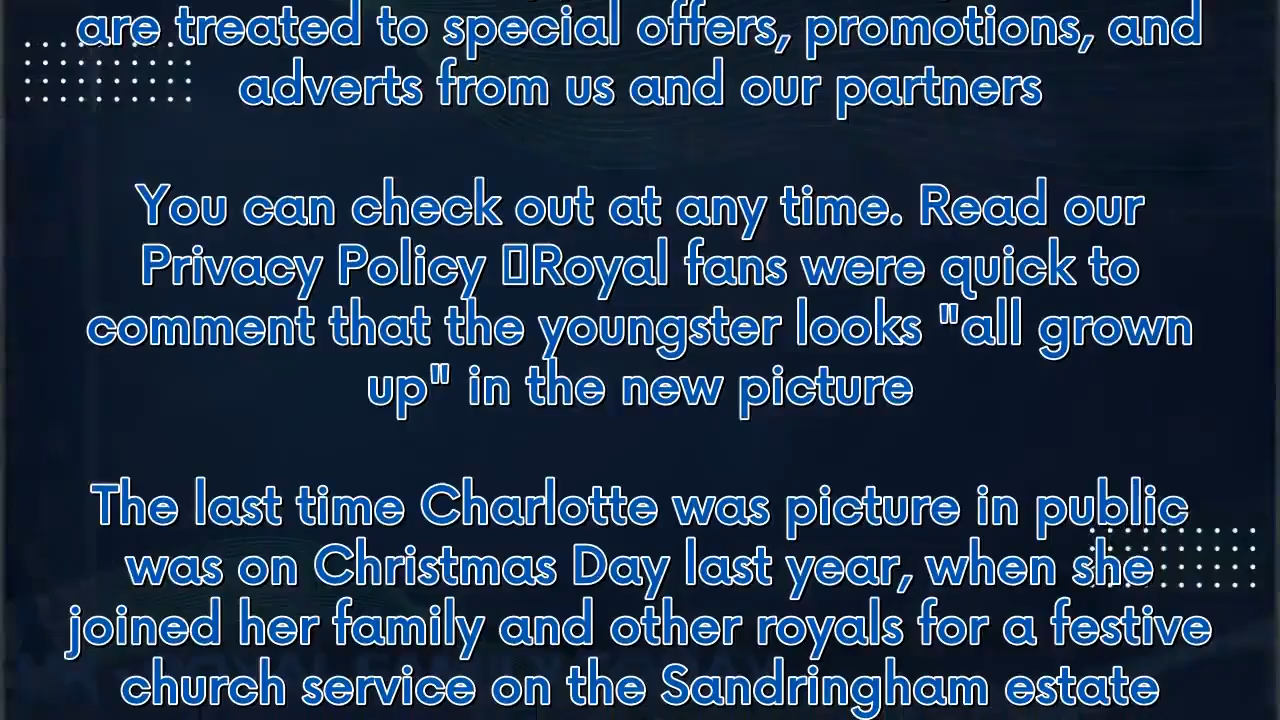 are treated to special offers, promotions, and
adverts from us and our partners
You can check out at any time. Read our
Privacy Policy ▯Royal fans were quick to
comment that the youngster looks "all grown
up" in the new picture
The last time Charlotte was picture in public
was on Christmas Day last year, when she
joined her family and other royals for a festive
church service on the Sandringham estate